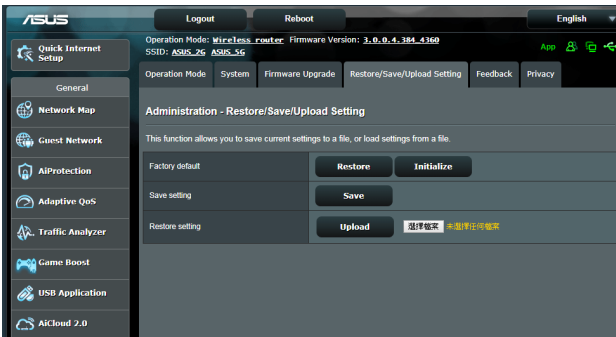 ASUS
Logout
Reboot
English
Operation Mode: Wireless router Firmware Version: 3.0.0.4.384_4360
SSID: ASUS_2G ASUS_5G
App
Quick Internet
Setup
General
Network Map
Guest Network
AiProtection
Adaptive QoS
Traffic Analyzer
Game Boost
USB Application
AiCloud 2.0
Operation Mode System Firmware Upgrade Restore/Save/Upload Setting Feedback Privacy
Administration - Restore/Save/Upload Setting
This function allows you to save current settings to a file, or load settings from a file.
Factory default Restore Initialize
Save setting Save
Restore setting Upload 選擇檔案 未選擇任何檔案